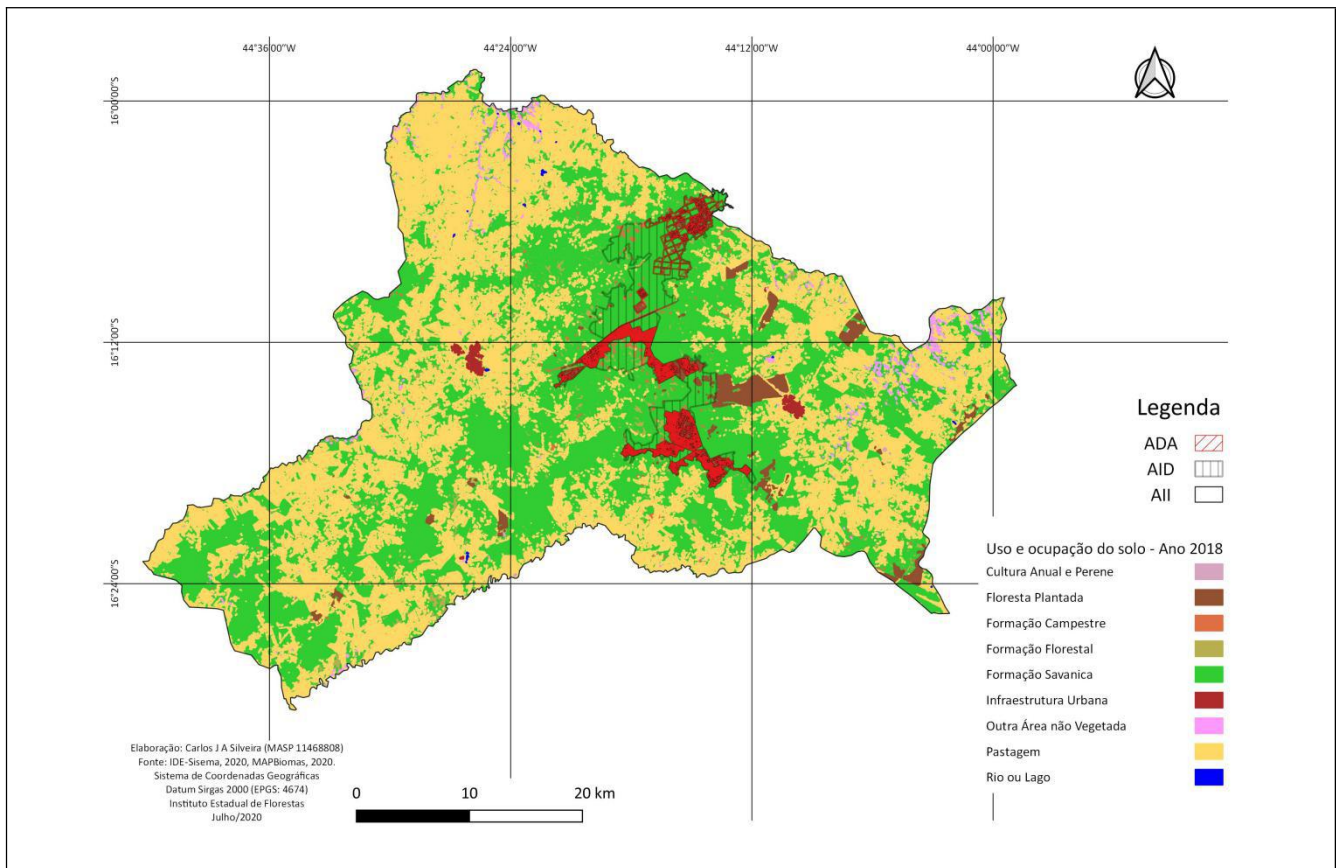 44°36'00"W
44°24'00"W
44°12'00"W
44°00'00"W
16°00'00"S
16°12'00"S
16°24'00"S
Legenda
ADA
AID
AII
Uso e ocupação do solo - Ano 2018
Cultura Anual e Perene
Floresta Plantada
Formação Campestre
Formação Florestal
Formação Savanica
Infraestrutura Urbana
Outra Área não Vegetada
Pastagem
Rio ou Lago
Elaboração: Carlos J A Silveira (MASP 11468808)
Fonte: IDE-Sisema, 2020, MAPBiomas, 2020.
Sistema de Coordenadas Geográficas
Datum Sirgas 2000 (EPGS: 4674)
Instituto Estadual de Florestas
Julho/2020
0 10 20 km